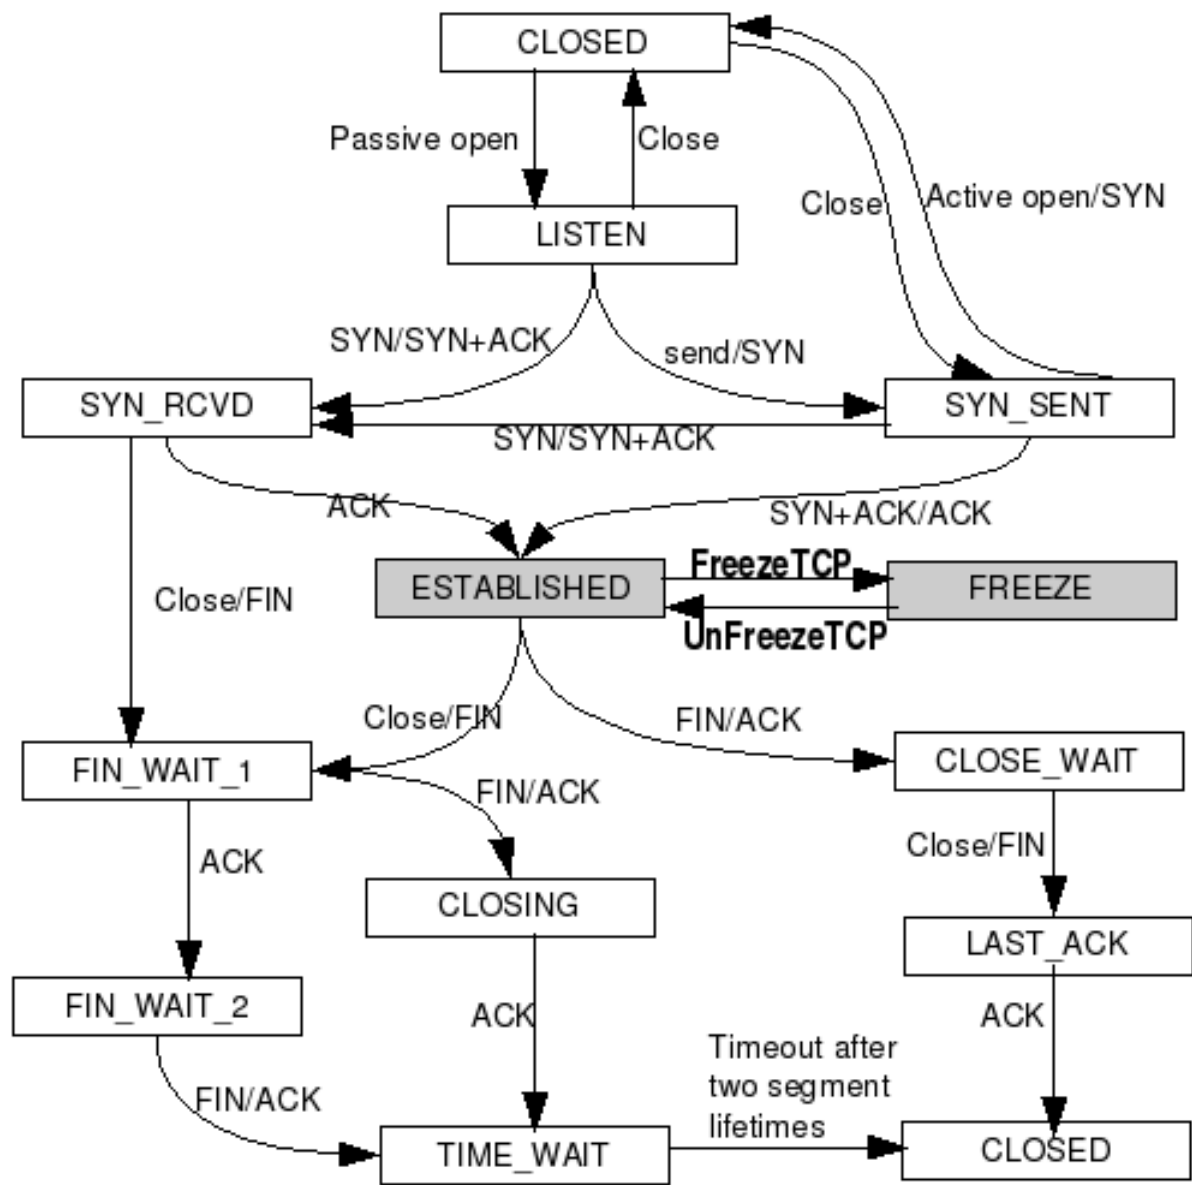 CLOSED
Passive open
Close
Close
Active open/SYN
LISTEN
SYN/SYN+ACK
send/SYN
SYN_RCVD
SYN_SENT
SYN/SYN+ACK
ACK
SYN+ACK/ACK
FreezeTCP
ESTABLISHED
FREEZE
Close/FIN
UnFreezeTCP
Close/FIN
FIN/ACK
FIN_WAIT_1
CLOSE_WAIT
FIN/ACK
Close/FIN
ACK
CLOSING
LAST_ACK
FIN_WAIT_2
ACK
ACK
Timeout after
two segment
lifetimes
FIN/ACK
TIME_WAIT
CLOSED